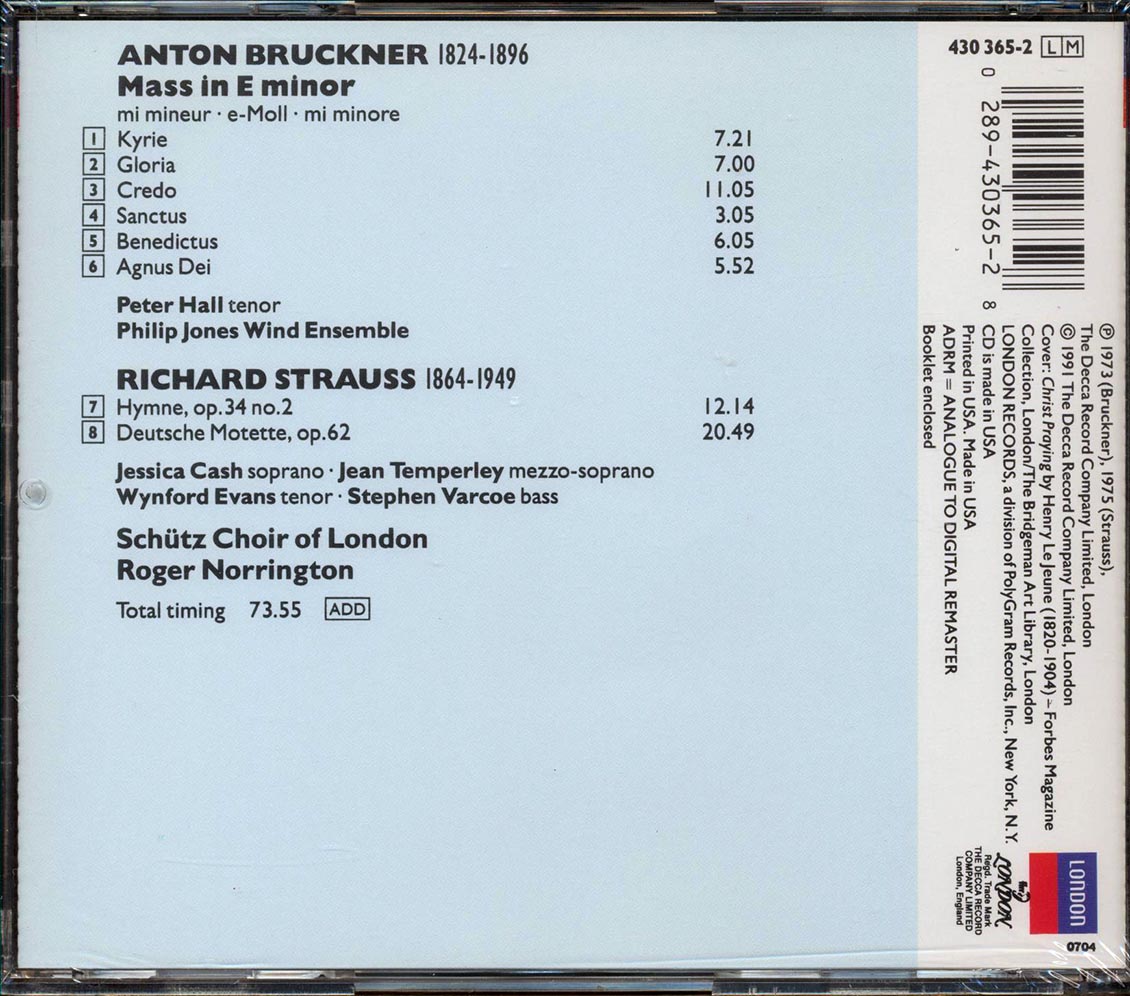 ANTON BRUCKNER 1824-1896
Mass in E minor
mi mineur · e-Moll · mi minore
1 Kyrie 7.21
2 Gloria 7.00
3 Credo 11.05
4 Sanctus 3.05
5 Benedictus 6.05
6 Agnus Dei 5.52
Peter Hall tenor
Philip Jones Wind Ensemble
RICHARD STRAUSS 1864-1949
7 Hymne, op.34 no.2 12.14
8 Deutsche Motette, op.62 20.49
Jessica Cash soprano · Jean Temperley mezzo-soprano
Wynford Evans tenor · Stephen Varcoe bass
Schütz Choir of London
Roger Norrington
Total timing 73.55 ADD
430 365-2 LM
0 289-430365-2 8
℗ 1973 (Bruckner), 1975 (Strauss),
The Decca Record Company Limited, London
© 1991 The Decca Record Company Limited, London
Cover: Christ Praying by Henry Le Jeune (1820-1904) – Forbes Magazine
Collection, London/The Bridgeman Art Library, London
LONDON RECORDS, a division of PolyGram Records, Inc., New York, N.Y.
CD is made in USA
Printed in USA. Made in USA
ADRM = ANALOGUE TO DIGITAL REMASTER
Booklet enclosed
LONDON
ffrr
LONDON
Regd. Trade Mark
THE DECCA RECORD
COMPANY LIMITED
London, England
0704